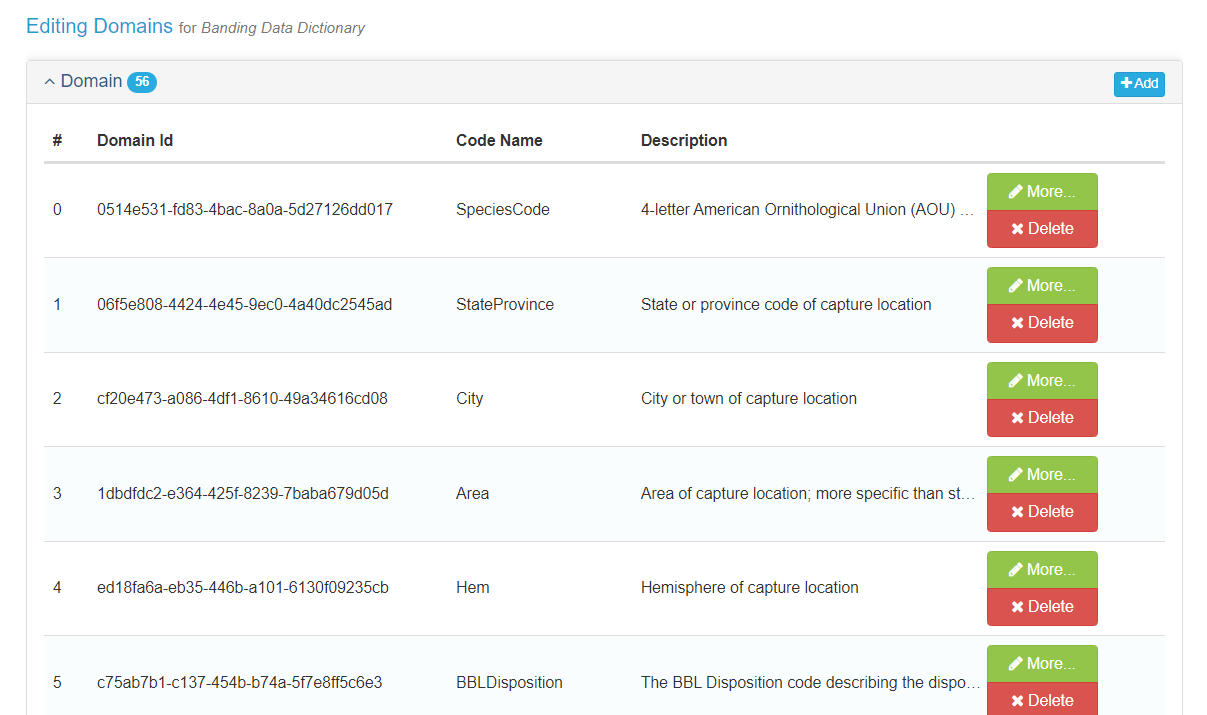 Editing Domains for Banding Data Dictionary
Domain 56
Add
# Domain Id Code Name Description
0 0514e531-fd83-4bac-8a0a-5d27126dd017 SpeciesCode 4-letter American Ornithological Union (AOU) ...
More...
Delete
1 06f5e808-4424-4e45-9ec0-4a40dc2545ad StateProvince State or province code of capture location
More...
Delete
2 cf20e473-a086-4df1-8610-49a34616cd08 City City or town of capture location
More...
Delete
3 1dbdfdc2-e364-425f-8239-7baba679d05d Area Area of capture location; more specific than st...
More...
Delete
4 ed18fa6a-eb35-446b-a101-6130f09235cb Hem Hemisphere of capture location
More...
Delete
5 c75ab7b1-c137-454b-b74a-5f7e8ff5c6e3 BBLDisposition The BBL Disposition code describing the dispo...
More...
Delete